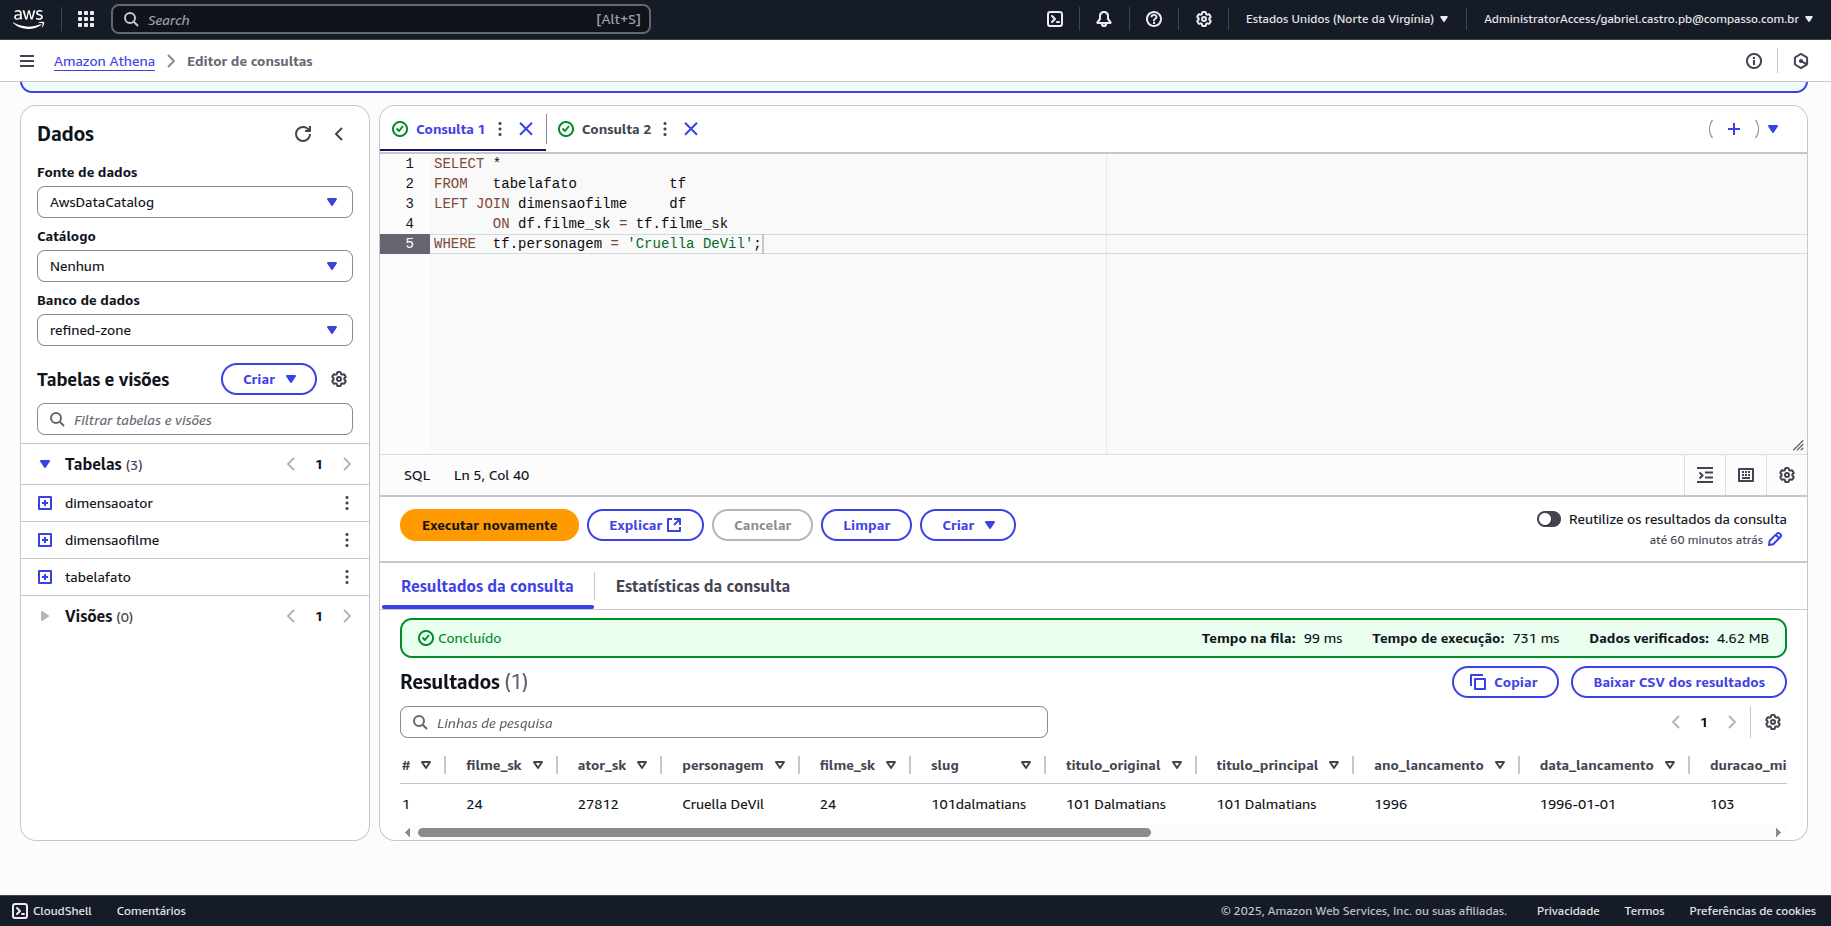 aws
Search [Alt+S]
Estados Unidos (Norte da Virgínia)
AdministratorAccess/gabriel.castro.pb@compasso.com.br
Amazon Athena
Editor de consultas
Dados
Fonte de dados
AwsDataCatalog
Catálogo
Nenhum
Banco de dados
refined-zone
Tabelas e visões
Criar
Filtrar tabelas e visões
Tabelas (3) 1
dimensaoator
dimensaofilme
tabelafato
Visões (0) 1
Consulta 1
Consulta 2
1 SELECT *
2 FROM   tabelafato           tf
3 LEFT JOIN dimensaofilme     df
4        ON df.filme_sk = tf.filme_sk
5 WHERE  tf.personagem = 'Cruella DeVil';
SQL Ln 5, Col 40
Executar novamente Explicar Cancelar Limpar Criar
Reutilize os resultados da consulta
até 60 minutos atrás
Resultados da consulta Estatísticas da consulta
Concluído Tempo na fila: 99 ms Tempo de execução: 731 ms Dados verificados: 4.62 MB
Resultados (1) Copiar Baixar CSV dos resultados
Linhas de pesquisa 1
# filme_sk ator_sk personagem filme_sk slug titulo_original titulo_principal ano_lancamento data_lancamento duracao_mi
1 24 27812 Cruella DeVil 24 101dalmatians 101 Dalmatians 101 Dalmatians 1996 1996-01-01 103
CloudShell Comentários © 2025, Amazon Web Services, Inc. ou suas afiliadas. Privacidade Termos Preferências de cookies